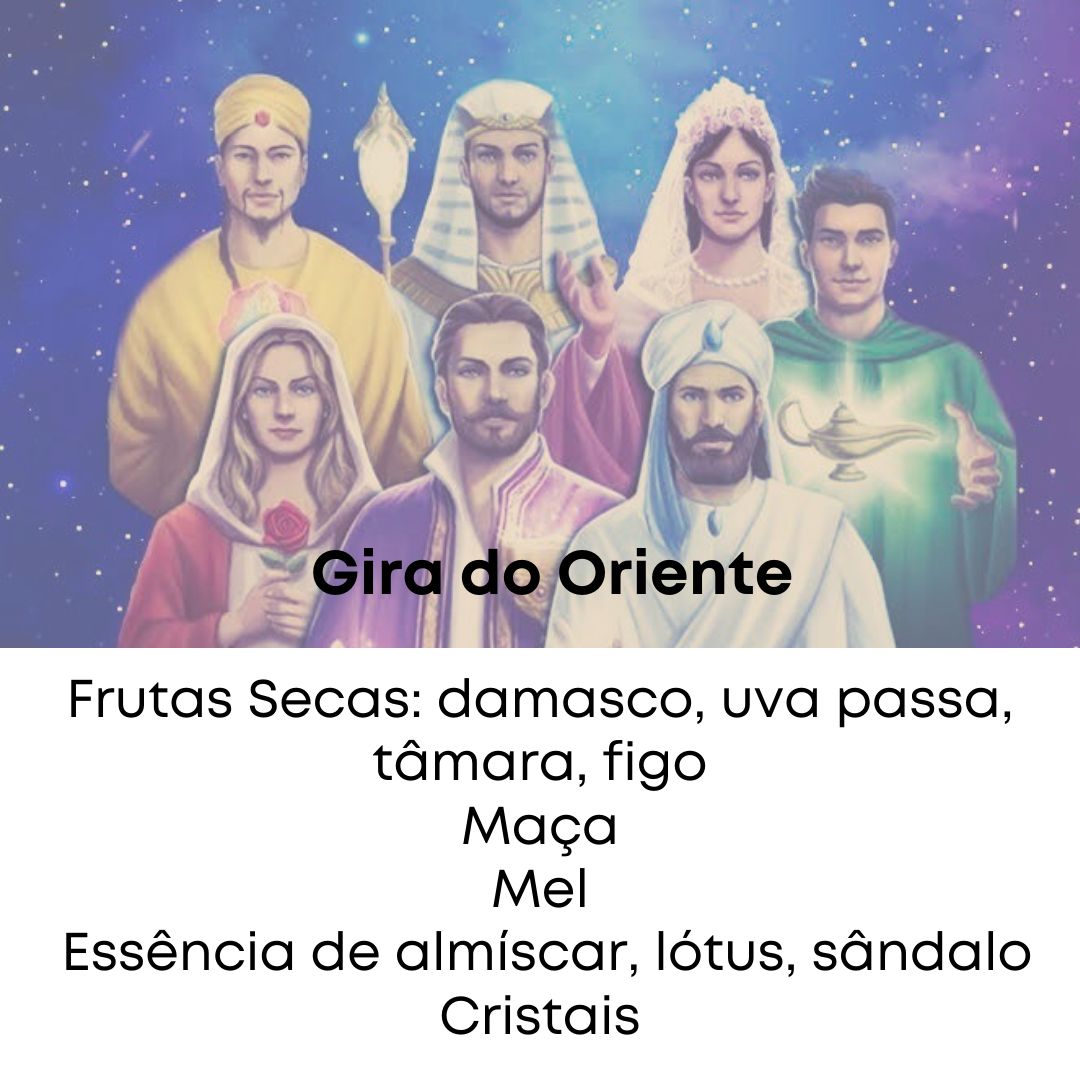 Gira do Oriente
Frutas Secas: damasco, uva passa,
tâmara, figo
Maça
Mel
Essência de almíscar, lótus, sândalo
Cristais